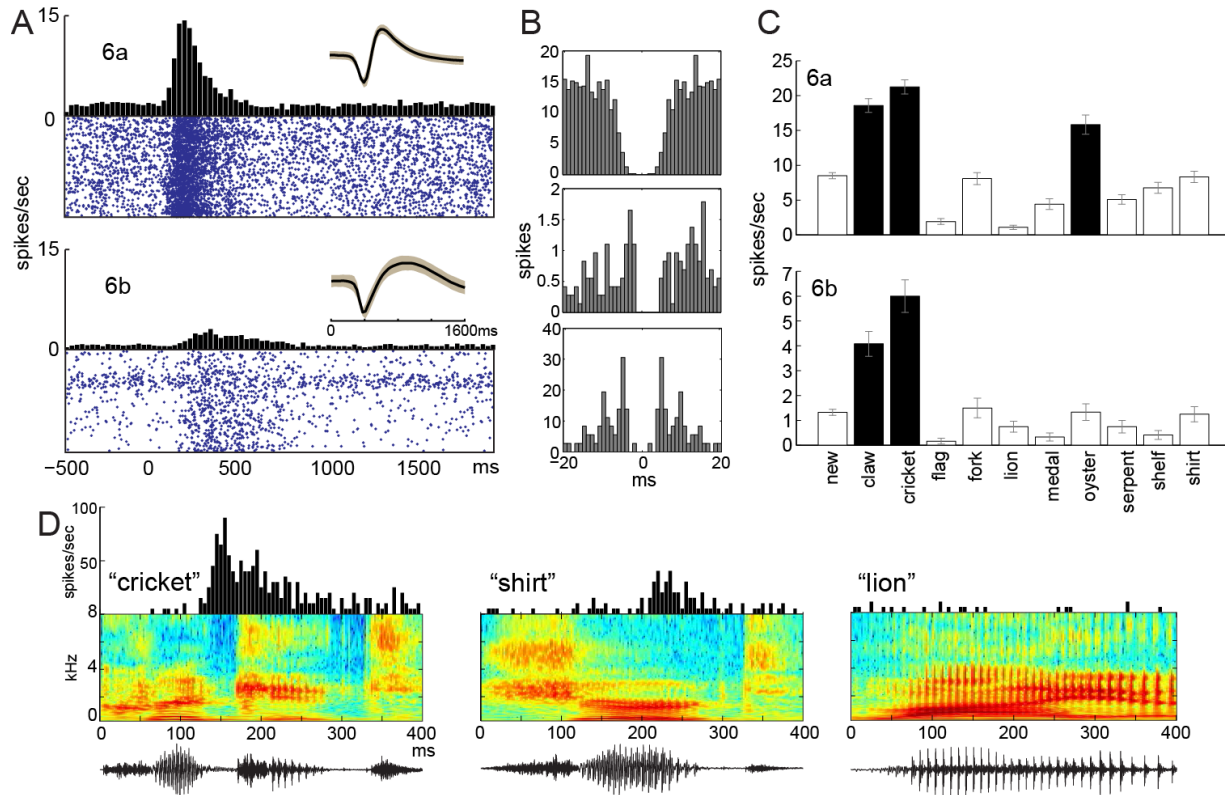 A
15
6a
0
spikes/sec
15
6b
0 1600ms
0
−500 0 500 1000 1500 ms
B
20
15
10
5
0
2
1.5
1
0.5
0
spikes
40
30
20
10
0
−20 −10 0 10 20
ms
C
6a
25
20
15
10
5
0
spikes/sec
6b
7
6
5
4
3
2
1
0
new
claw
cricket
flag
fork
lion
medal
oyster
serpent
shelf
shirt
D
100
50
spikes/sec
“cricket”
“shirt”
“lion”
8
4
0
kHz
0 100 200 300 400
ms
0 100 200 300 400
0 100 200 300 400